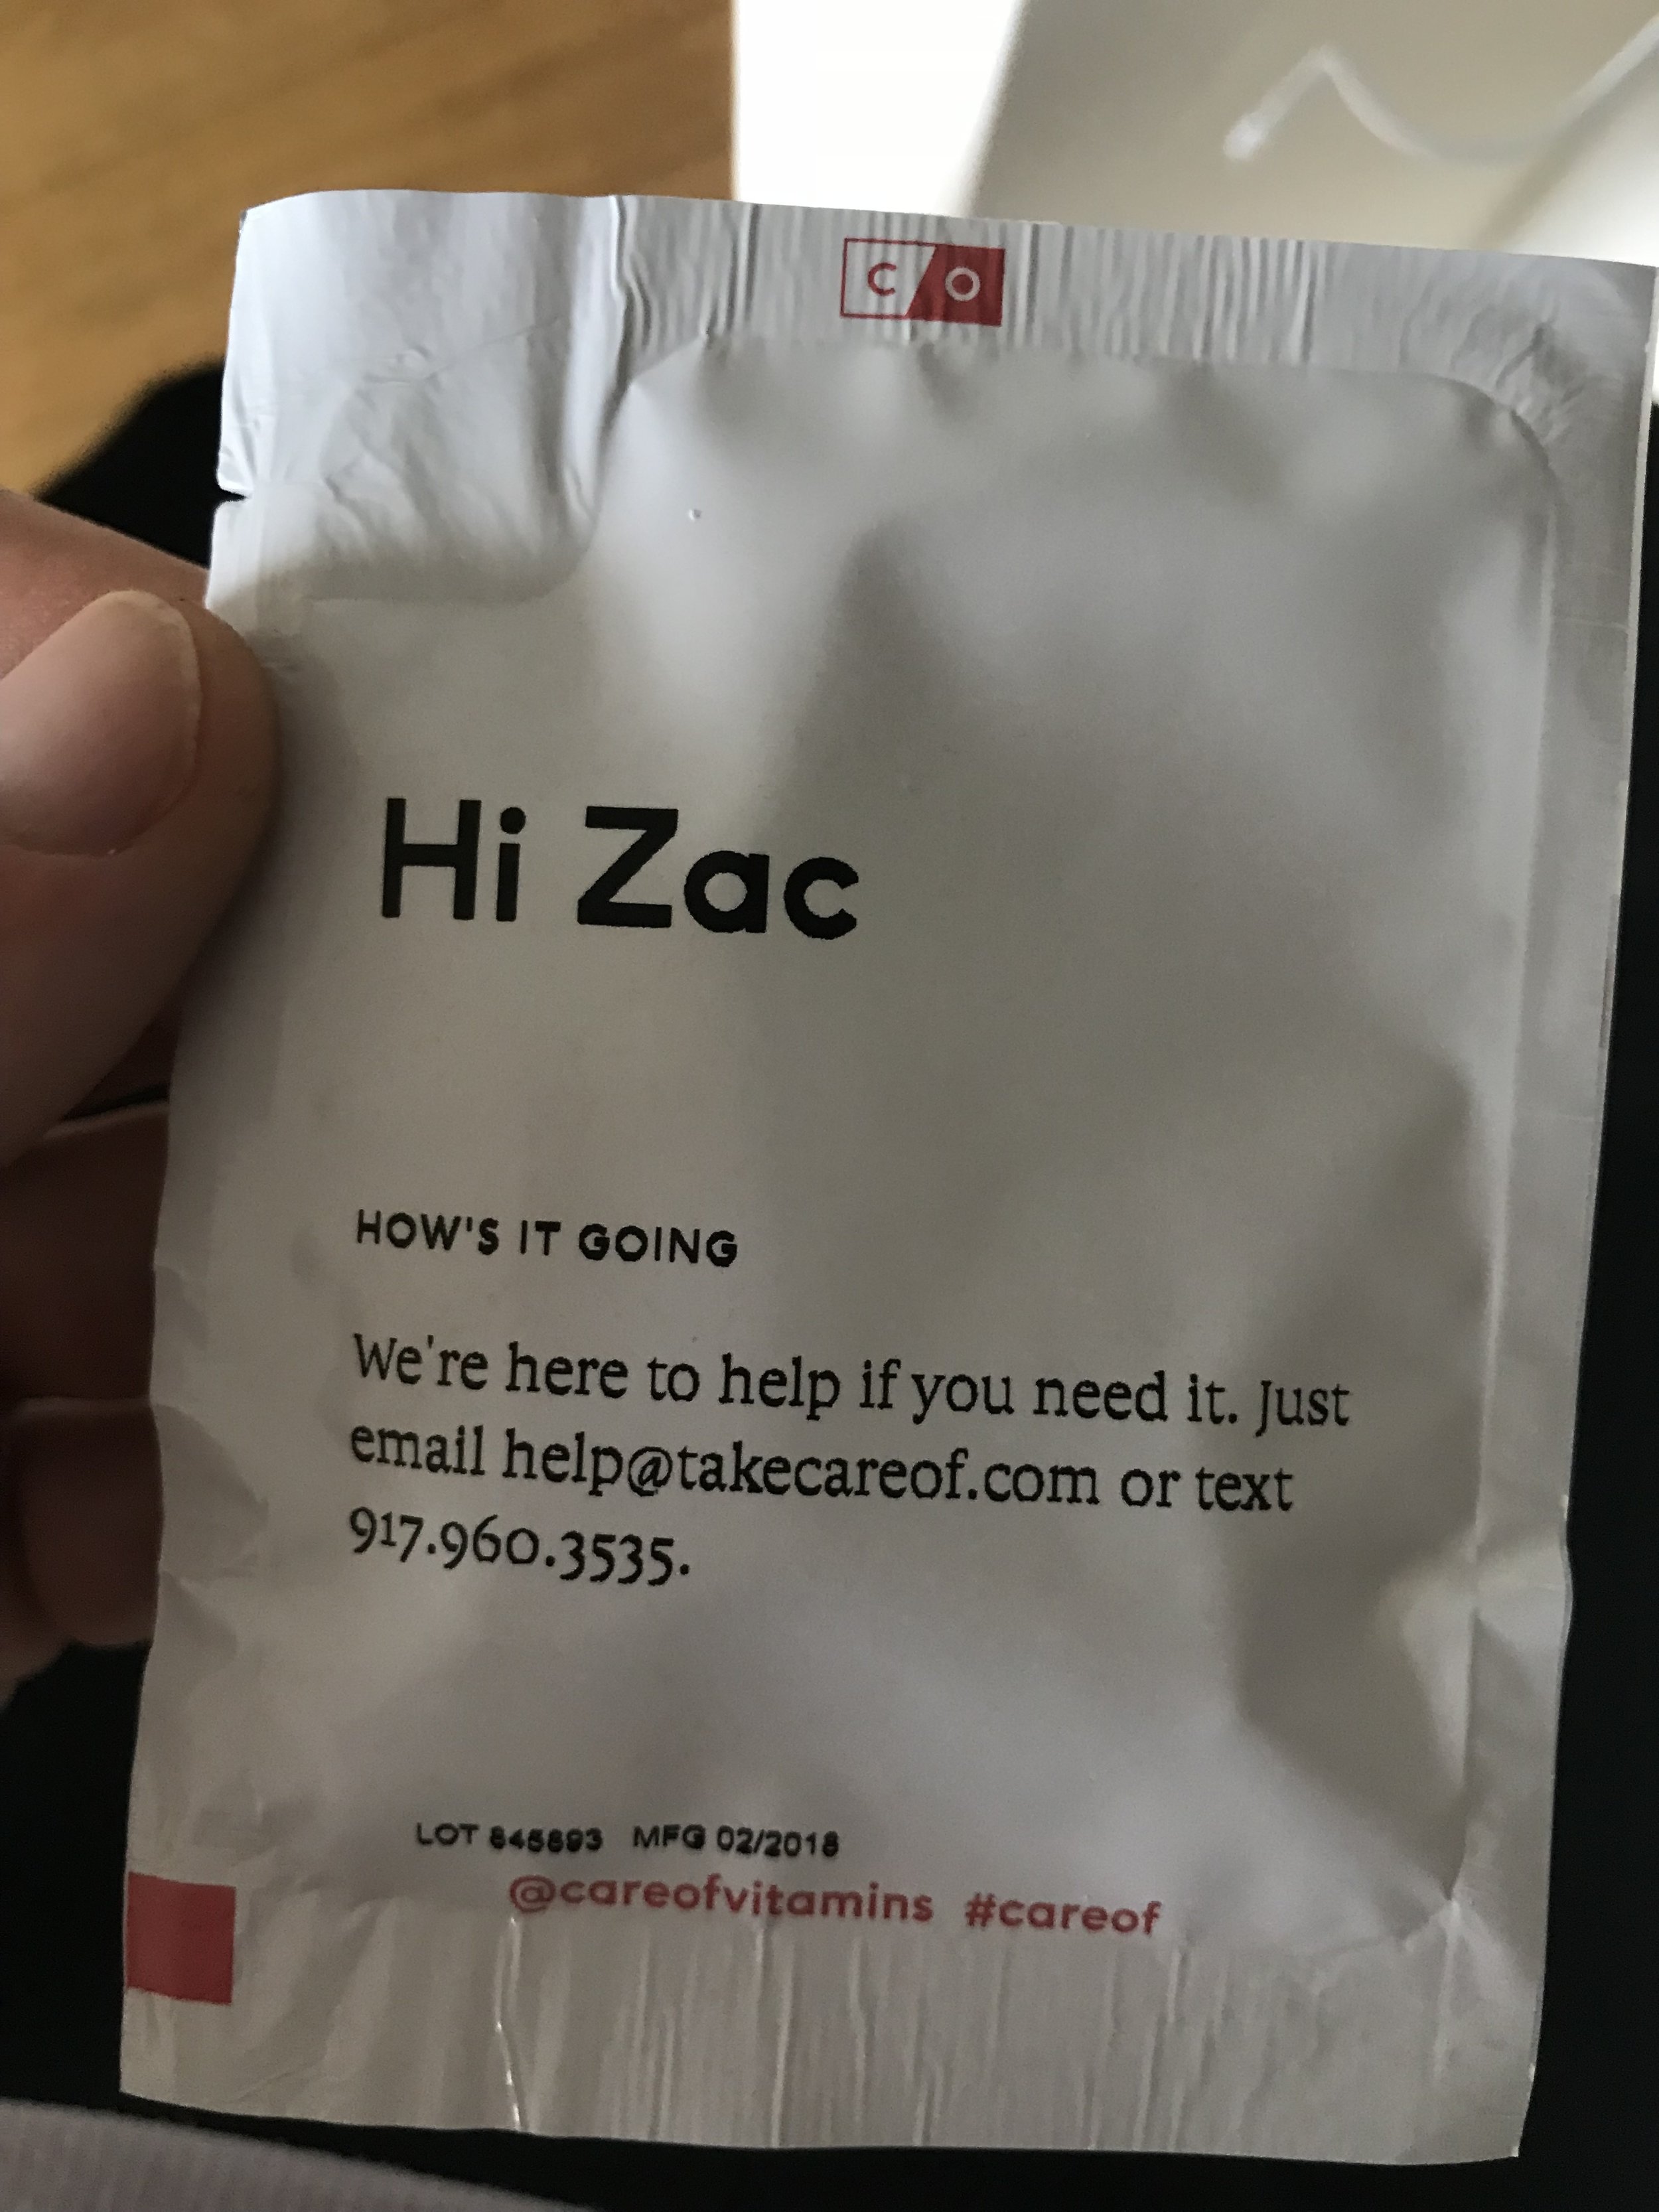 C/O
Hi Zac
HOW'S IT GOING
We're here to help if you need it. Just
email help@takecareof.com or text
917.960.3535.
LOT 845893 MFG 02/2018
@careofvitamins #careof